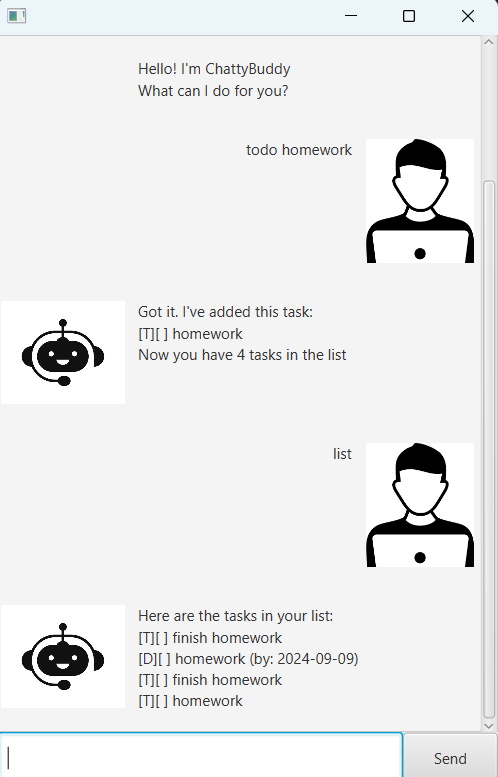 Hello! I'm ChattyBuddy
What can I do for you?
todo homework
Got it. I've added this task:
[T][ ] homework
Now you have 4 tasks in the list
list
Here are the tasks in your list:
[T][ ] finish homework
[D][ ] homework (by: 2024-09-09)
[T][ ] finish homework
[T][ ] homework
Send